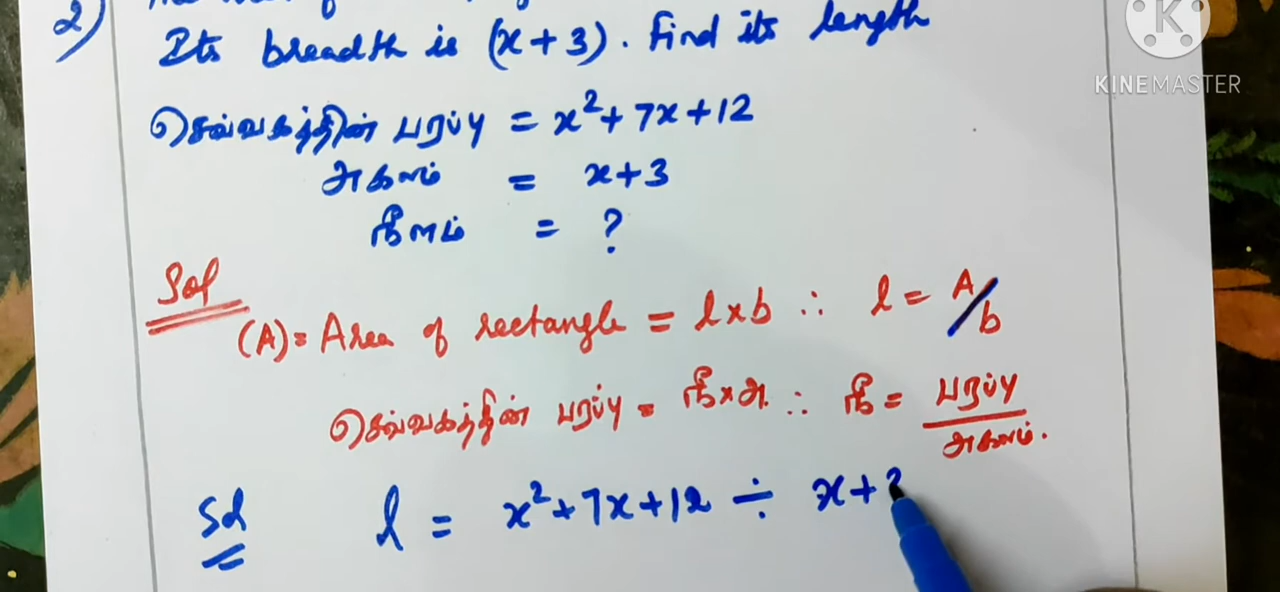 2)
Its breadth is (x+3). Find its length
K
KINEMASTER
செவ்வகத்தின் பரப்பு = x²+7x+12
அகலம் = x+3
நீளம் = ?
Sol
(A)= Area of rectangle = l×b ∴ l = A/b
செவ்வகத்தின் பரப்பு = நீ×அ. ∴ நீ = பரப்பு/அகலம்.
Sol l = x²+7x+12 ÷ x+